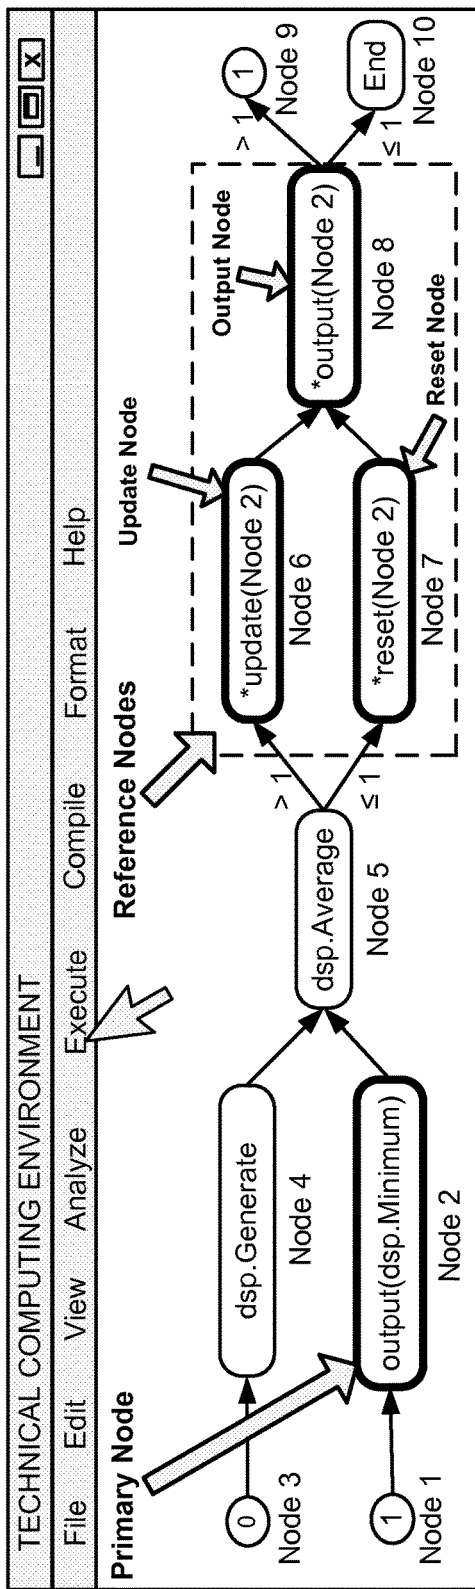 TECHNICAL COMPUTING ENVIRONMENT
File Edit View Analyze Execute Compile Format Help
Primary Node
Reference Nodes
Update Node
Output Node
0
Node 3
dsp.Generate
Node 4
1
Node 1
output(dsp.Minimum)
Node 2
dsp.Average
Node 5
> 1
≤ 1
*update(Node 2)
Node 6
*reset(Node 2)
Node 7
Reset Node
*output(Node 2)
Node 8
> 1
≤ 1
1
Node 9
End
Node 10